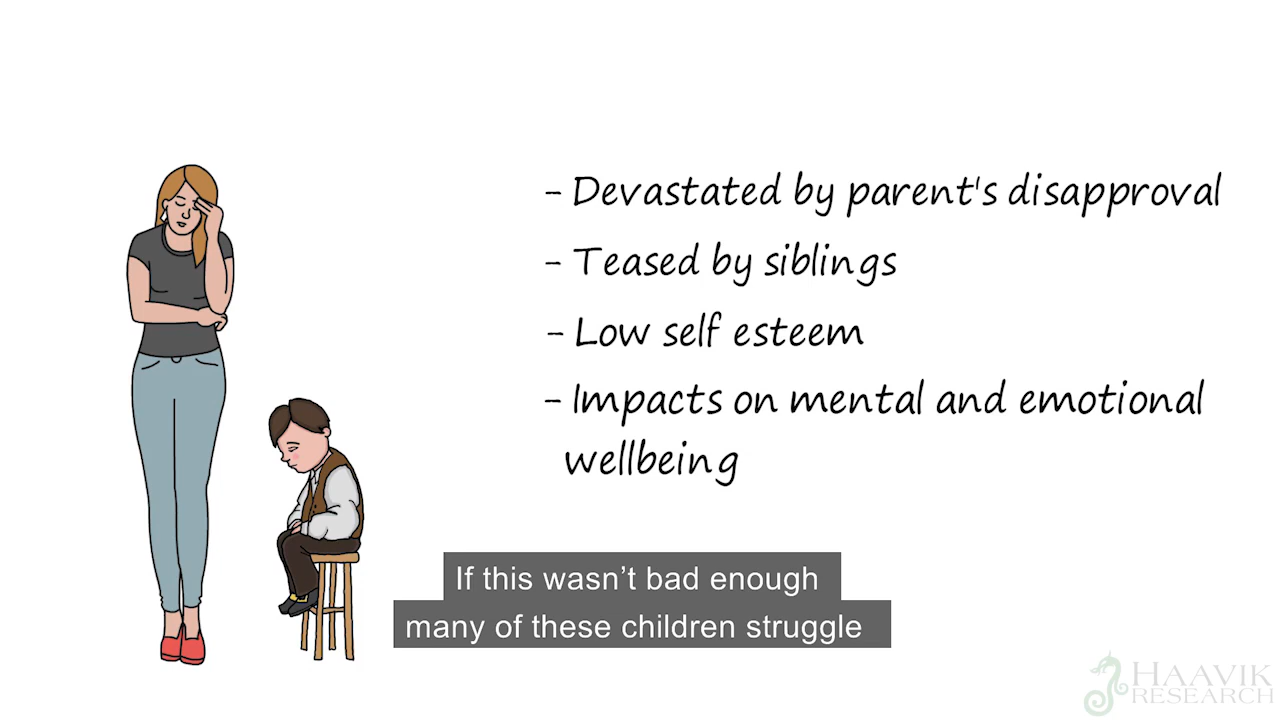 - Devastated by parent's disapproval
- Teased by siblings
- Low self esteem
- Impacts on mental and emotional
wellbeing
If this wasn’t bad enough
many of these children struggle
HAAVIK
RESEARCH